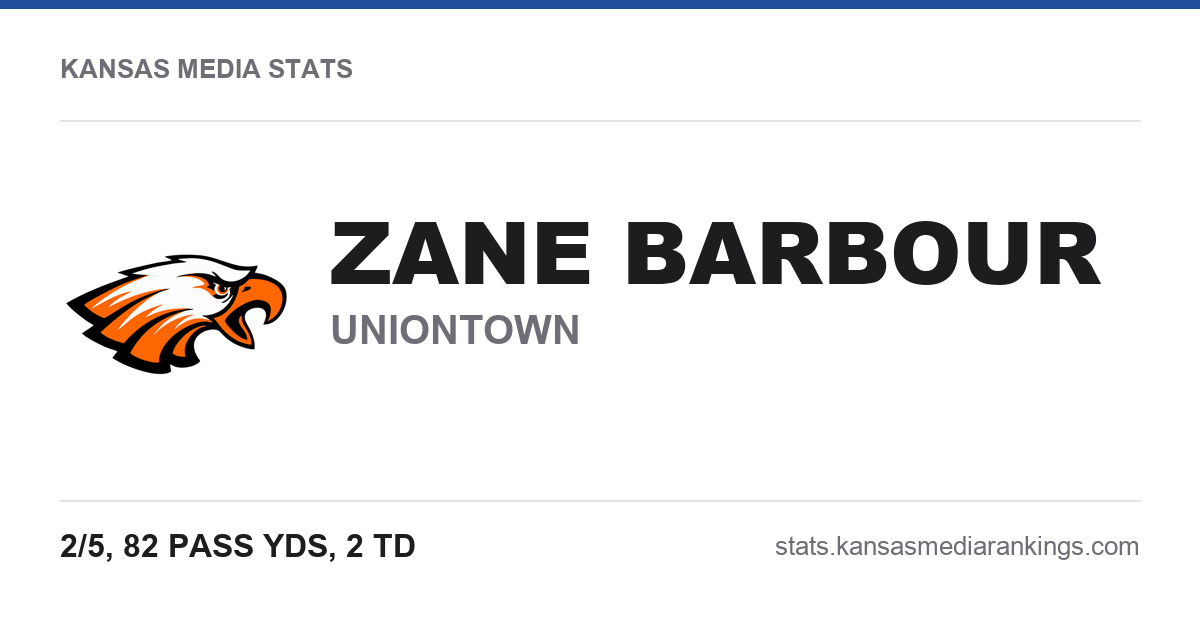 KANSAS MEDIA STATS
ZANE BARBOUR
UNIONTOWN
2/5, 82 PASS YDS, 2 TD
stats.kansasmediarankings.com